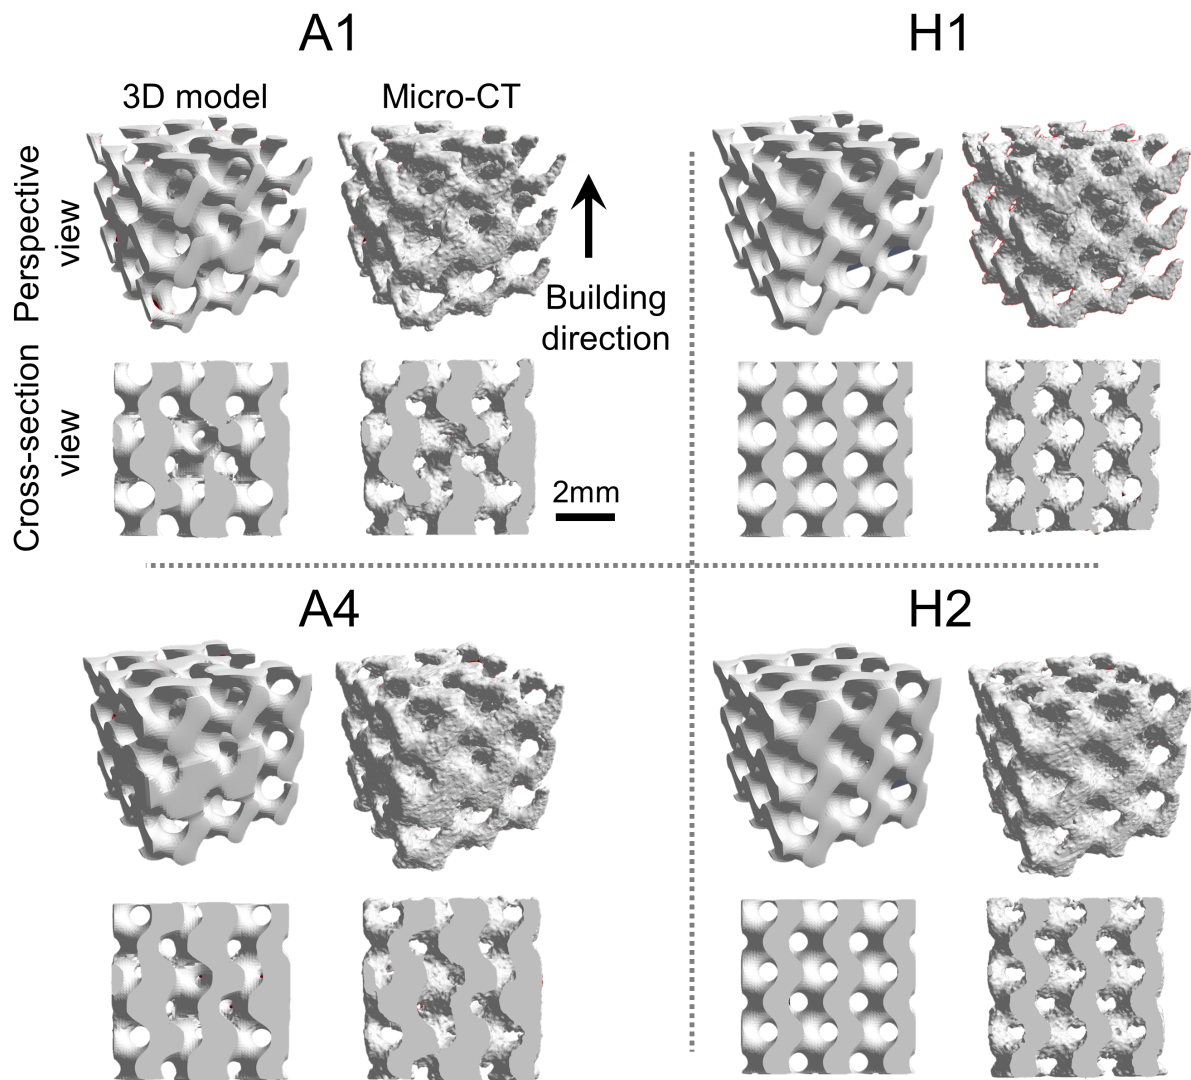 A1
H1
3D model
Micro-CT
Perspective
view
Building
direction
Cross-section
view
2mm
A4
H2